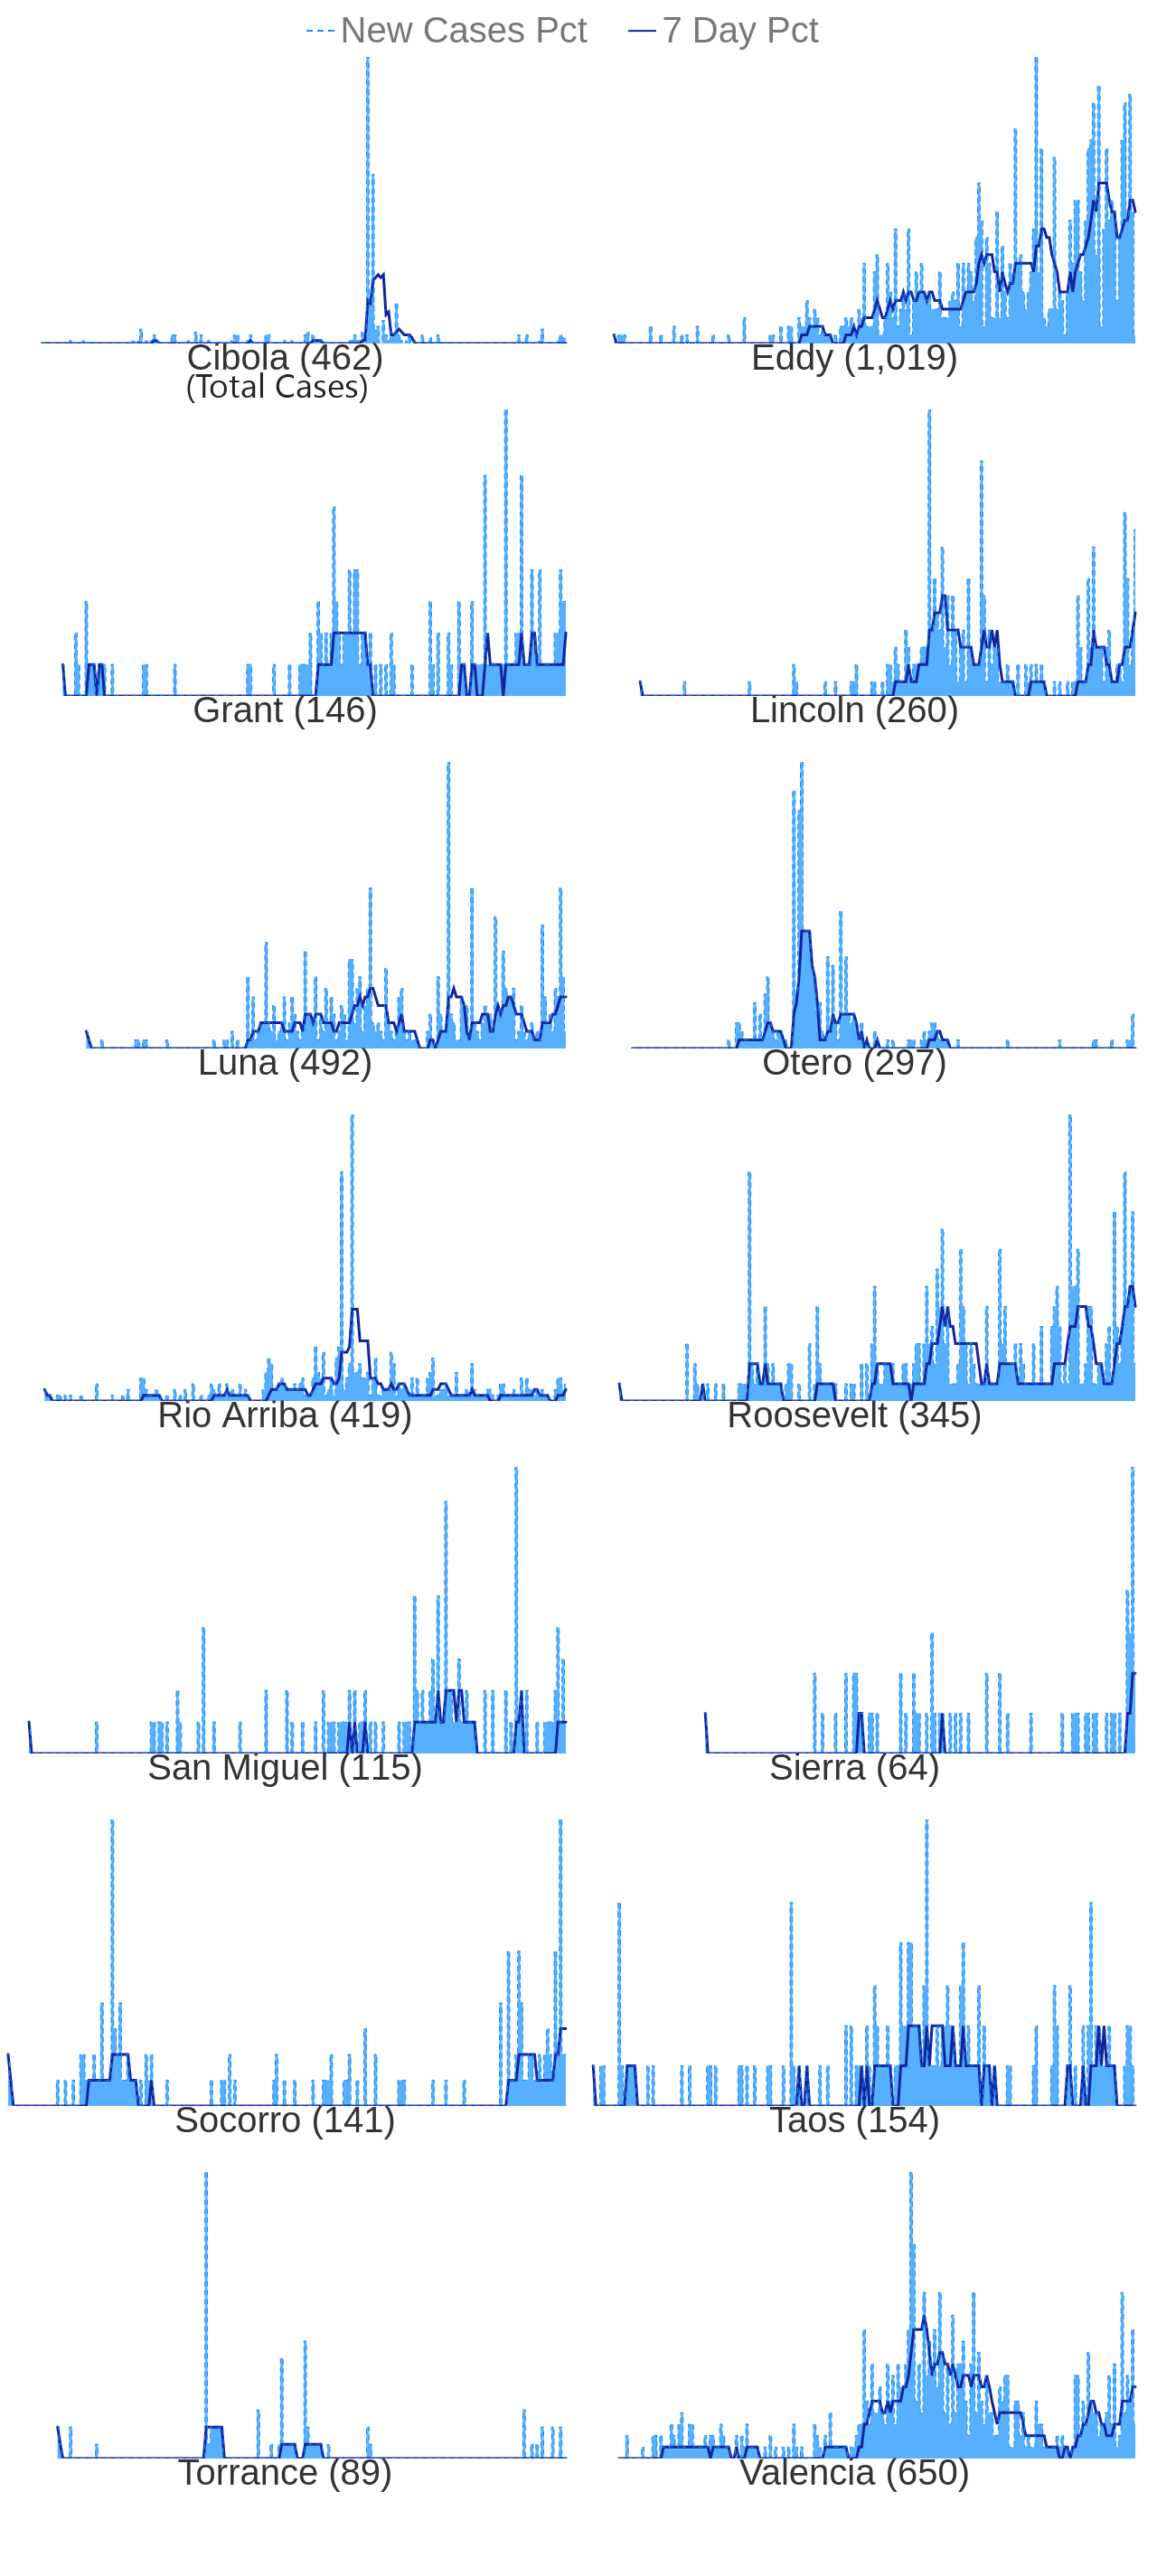 New Cases Pct 7 Day Pct
Cibola (462) Eddy (1,019)
(Total Cases)
Grant (146) Lincoln (260)
Luna (492) Otero (297)
Rio Arriba (419) Roosevelt (345)
San Miguel (115) Sierra (64)
Socorro (141) Taos (154)
Torrance (89) Valencia (650)